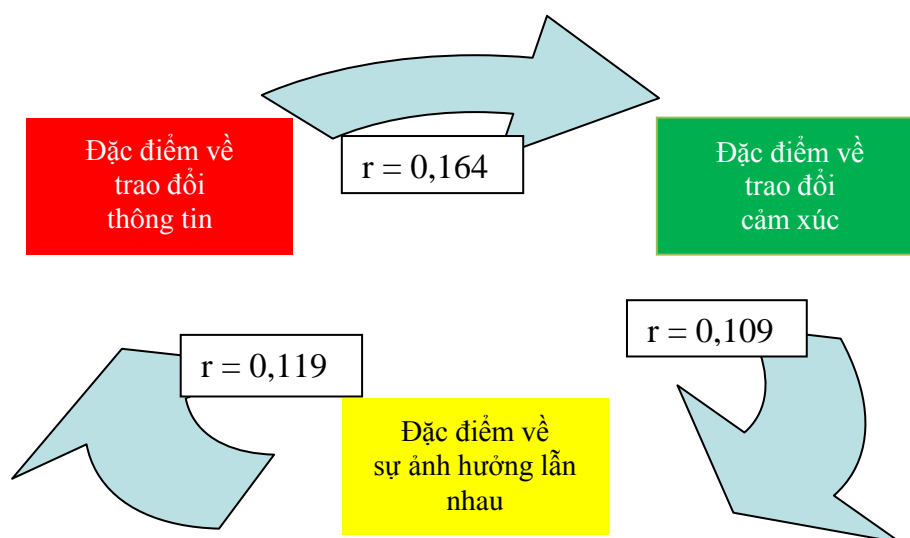 Đặc điểm về
trao đổi
thông tin
r = 0,164
Đặc điểm về
trao đổi
cảm xúc
r = 0,119
r = 0,109
Đặc điểm về
sự ảnh hưởng lẫn
nhau